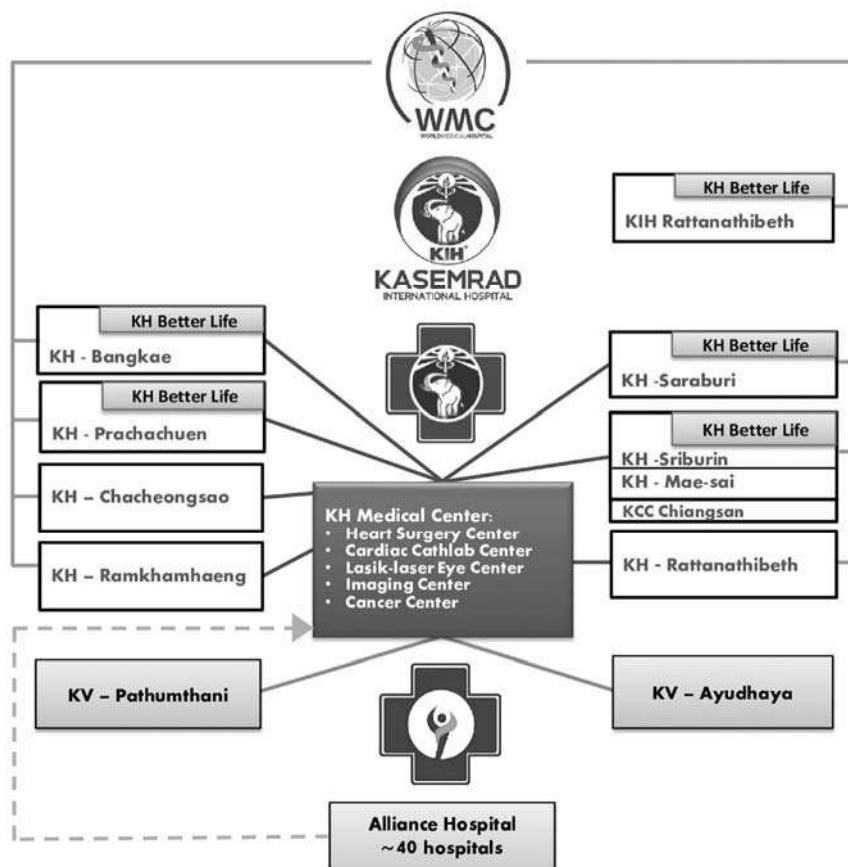 WMC
WORLDMEDICALHOSPITAL
KH Better Life
KIH Rattanathibeth
KIH
KASEMRAD
INTERNATIONAL HOSPITAL
KH Better Life
KH - Bangkae
KH Better Life
KH - Prachachuen
KH – Chacheongsao
KH – Ramkhamhaeng
KH Better Life
KH -Saraburi
KH Better Life
KH -Sriburin
KH - Mae-sai
KCC Chiangsan
KH - Rattanathibeth
KH Medical Center:
• Heart Surgery Center
• Cardiac Cathlab Center
• Lasik-laser Eye Center
• Imaging Center
• Cancer Center
KV – Pathumthani
KV – Ayudhaya
Alliance Hospital
~40 hospitals